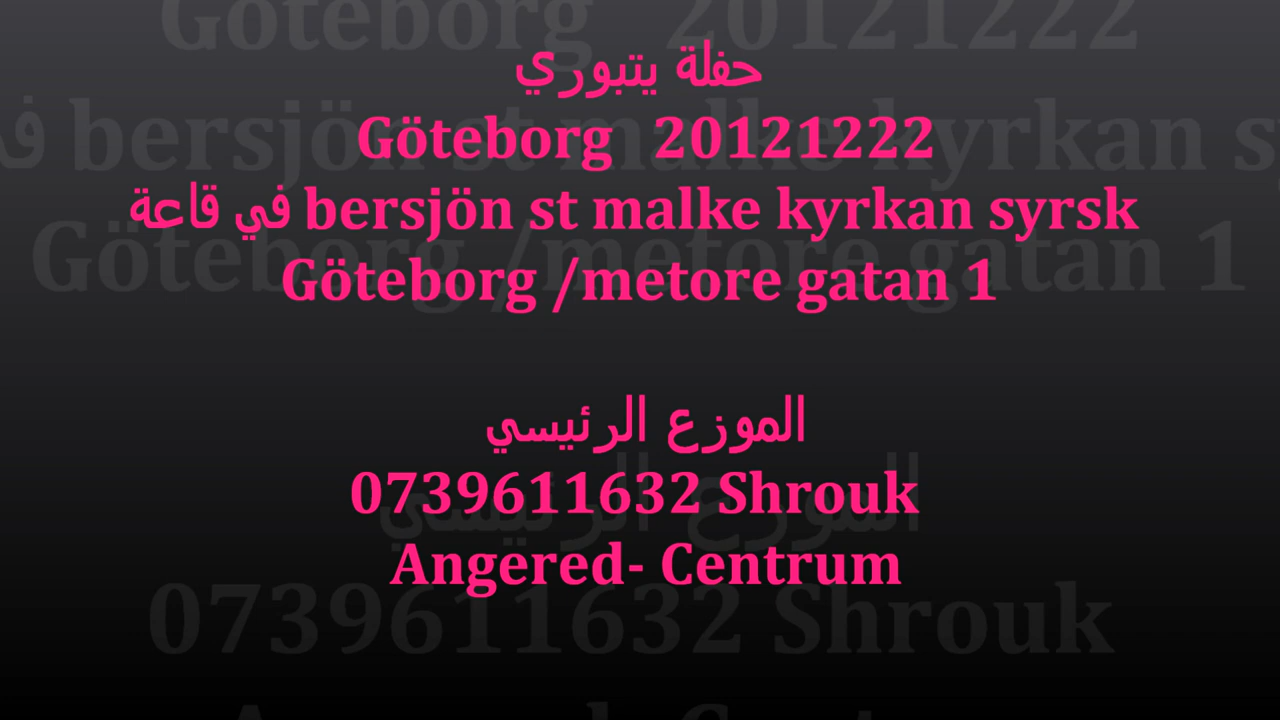 حفلة يتبوري
Göteborg 20121222
في قاعة bersjön st malke kyrkan syrsk
Göteborg /metore gatan 1
الموزع الرئيسي
0739611632 Shrouk
Angered- Centrum